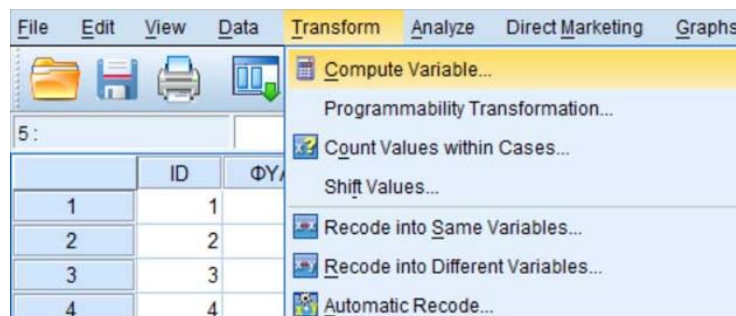 File Edit View Data Transform Analyze Direct Marketing Graphs
Compute Variable...
Programmability Transformation...
5 :
Count Values within Cases...
ID
Shift Values...
1 1
2 2
Recode into Same Variables...
3 3
Recode into Different Variables...
4 4
Automatic Recode...